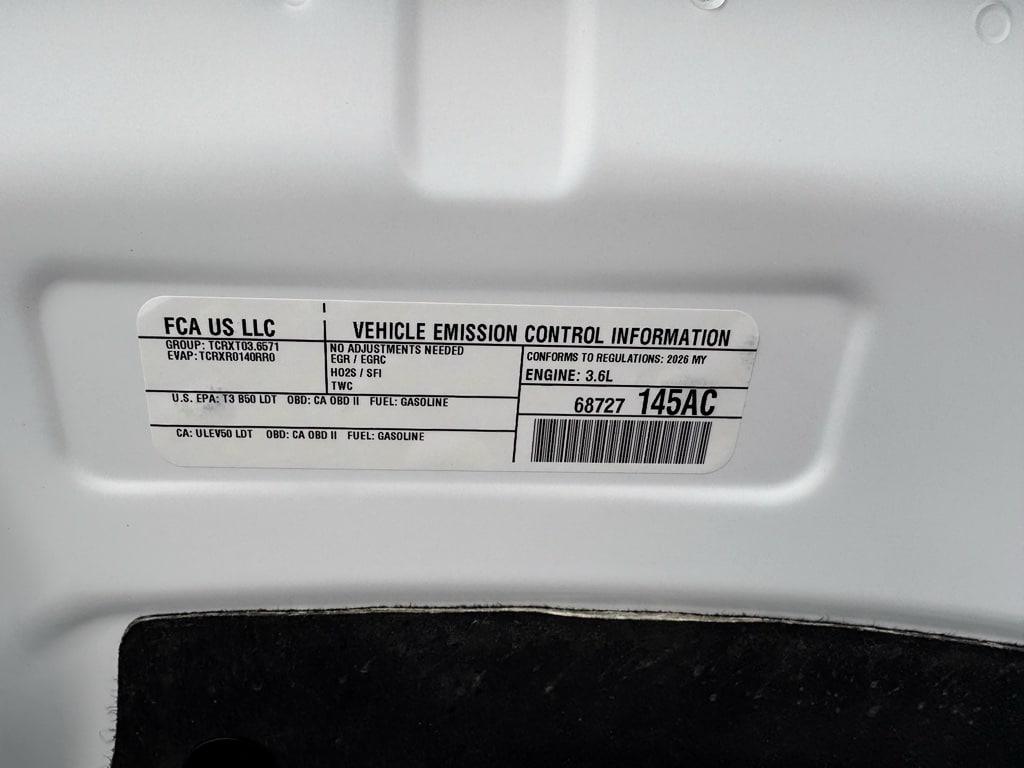 FCA US LLC
VEHICLE EMISSION CONTROL INFORMATION
GROUP: TCRXT03.6571
EVAP: TCRXR0140RR0
NO ADJUSTMENTS NEEDED
EGR / EGRC
HO2S / SFI
TWC
CONFORMS TO REGULATIONS: 2026 MY
ENGINE: 3.6L
U.S. EPA: T3 B50 LDT OBD: CA OBD II FUEL: GASOLINE
68727 145AC
CA: ULEV50 LDT OBD: CA OBD II FUEL: GASOLINE